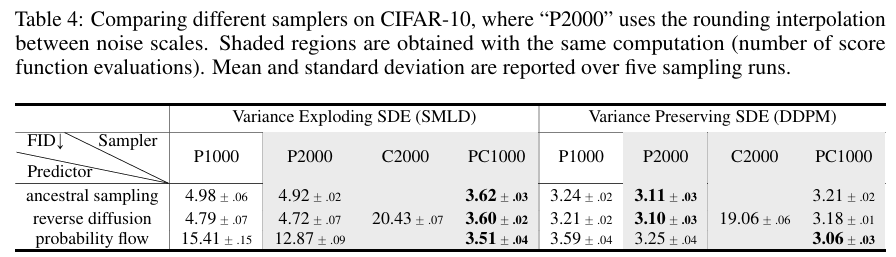 Table 4: Comparing different samplers on CIFAR-10, where “P2000” uses the rounding interpolation
between noise scales. Shaded regions are obtained with the same computation (number of score
function evaluations). Mean and standard deviation are reported over five sampling runs.
Variance Exploding SDE (SMLD) Variance Preserving SDE (DDPM)
FID↓ Sampler
Predictor
P1000 P2000 C2000 PC1000 P1000 P2000 C2000 PC1000
ancestral sampling 4.98 ± .06 4.92 ± .02 3.62 ± .03 3.24 ± .02 3.11 ± .03 3.21 ± .02
reverse diffusion 4.79 ± .07 4.72 ± .07 20.43 ± .07 3.60 ± .02 3.21 ± .02 3.10 ± .03 19.06 ± .06 3.18 ± .01
probability flow 15.41 ± .15 12.87 ± .09 3.51 ± .04 3.59 ± .04 3.25 ± .04 3.06 ± .03